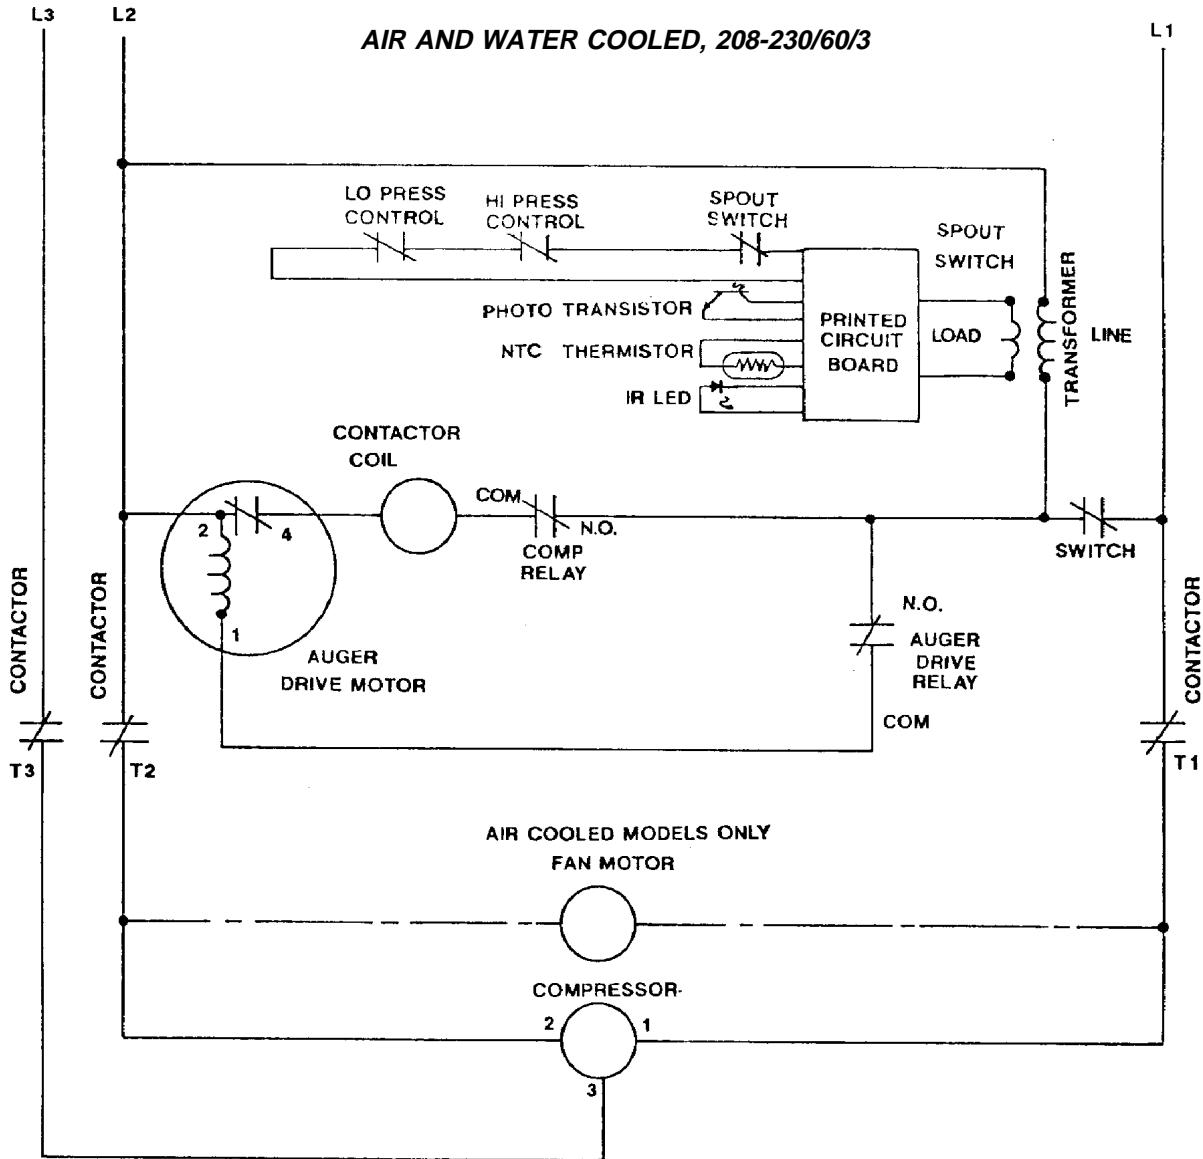 L3
L2
AIR AND WATER COOLED, 208-230/60/3
L1
LO PRESS
CONTROL
HI PRESS
CONTROL
SPOUT
SWITCH
SPOUT
SWITCH
TRANSFORMER
PHOTO TRANSISTOR
NTC THERMISTOR
IR LED
PRINTED
CIRCUIT
BOARD
LOAD
LINE
CONTACTOR
COIL
2
4
COM
N.O.
COMP
RELAY
SWITCH
1
AUGER
DRIVE MOTOR
N.O.
AUGER
DRIVE
RELAY
COM
CONTACTOR
CONTACTOR
CONTACTOR
T3
T2
T1
AIR COOLED MODELS ONLY
FAN MOTOR
COMPRESSOR
2
1
3